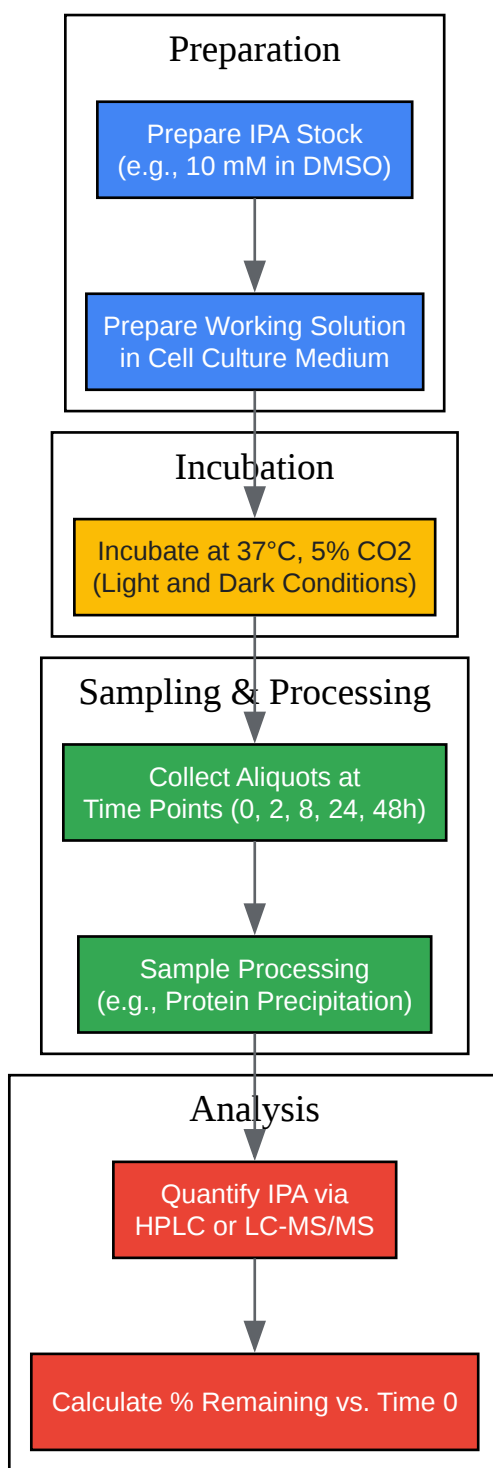 Preparation
Prepare IPA Stock
(e.g., 10 mM in DMSO)
Prepare Working Solution
in Cell Culture Medium
Incubation
Incubate at 37°C, 5% CO2
(Light and Dark Conditions)
Sampling & Processing
Collect Aliquots at
Time Points (0, 2, 8, 24, 48h)
Sample Processing
(e.g., Protein Precipitation)
Analysis
Quantify IPA via
HPLC or LC-MS/MS
Calculate % Remaining vs. Time 0